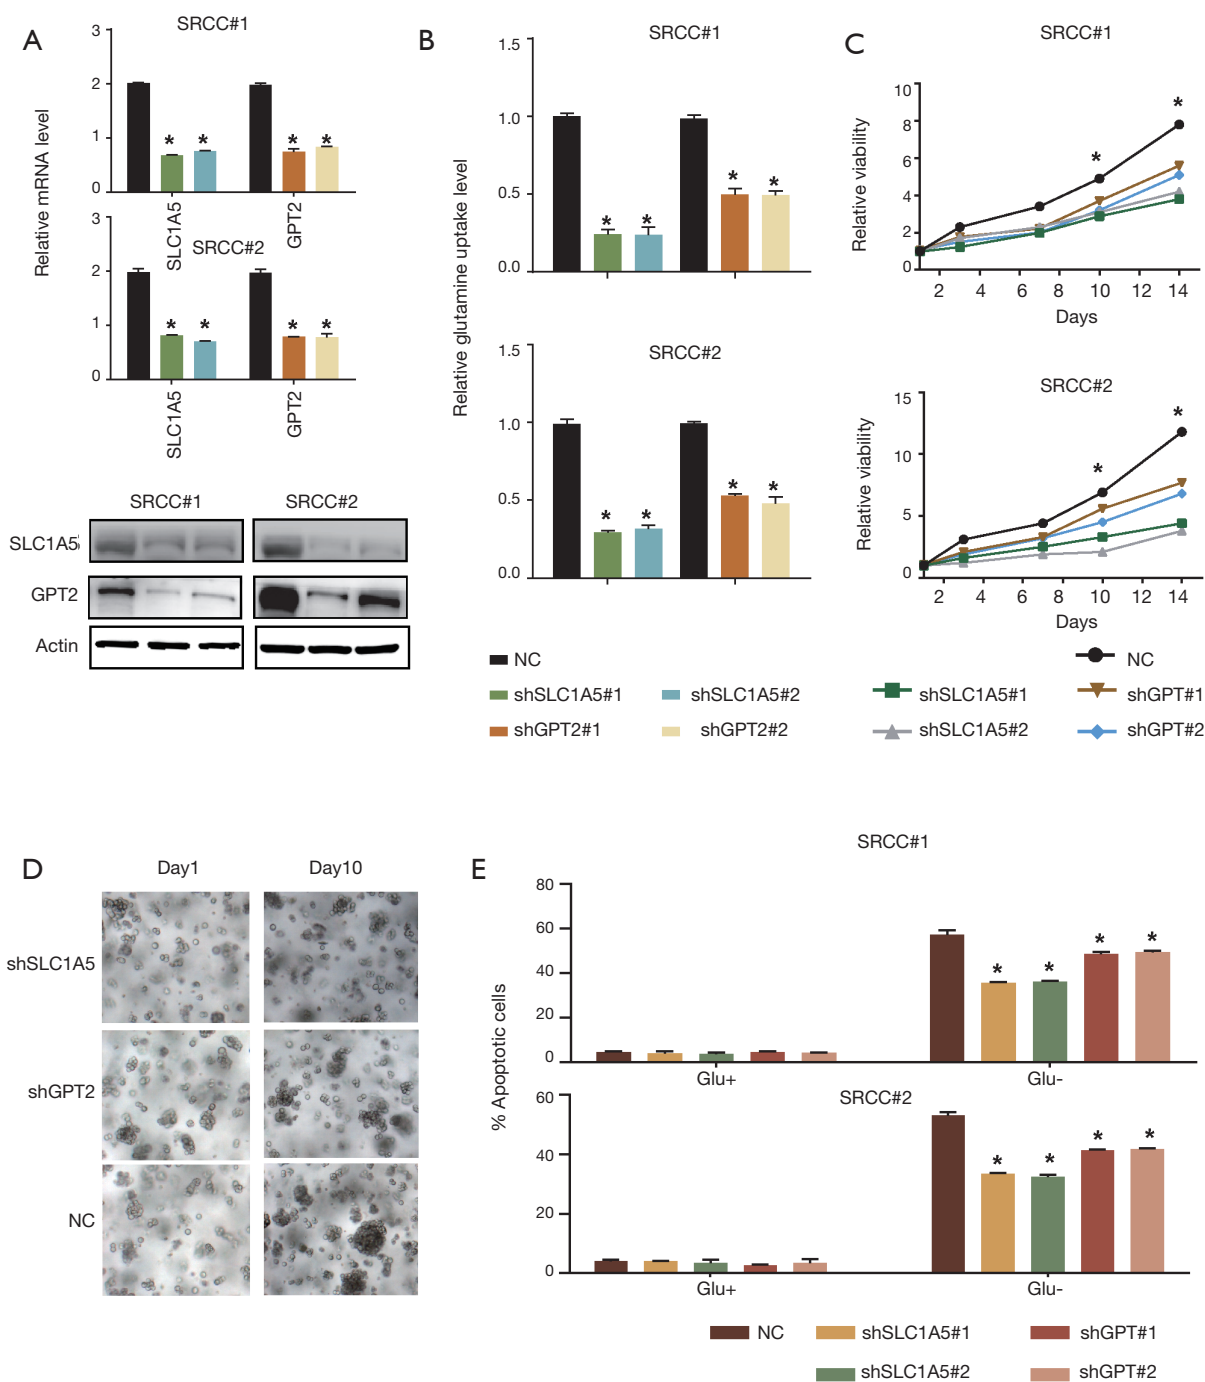 A
SRCC#1
Relative mRNA level
3
2
1
0
* * * *
SLC1A5
GPT2
SRCC#2
3
2
1
0
* * * *
SLC1A5
GPT2
SRCC#1
SRCC#2
SLC1A5
GPT2
Actin
B
SRCC#1
Relative glutamine uptake level
1.5
1.0
0.5
0.0
* * * *
SRCC#2
1.5
1.0
0.5
0.0
* * * *
NC
shSLC1A5#1
shSLC1A5#2
shGPT2#1
shGPT2#2
C
SRCC#1
Relative viability
10
8
6
4
2
0
* *
2 4 6 8 10 12 14
Days
SRCC#2
Relative viability
15
10
5
0
* *
2 4 6 8 10 12 14
Days
NC
shSLC1A5#1
shGPT#1
shSLC1A5#2
shGPT#2
D
Day1
Day10
shSLC1A5
shGPT2
NC
E
SRCC#1
% Apoptotic cells
80
60
40
20
0
* * * *
Glu+
Glu-
SRCC#2
60
40
20
0
* * * *
Glu+
Glu-
NC
shSLC1A5#1
shGPT#1
shSLC1A5#2
shGPT#2